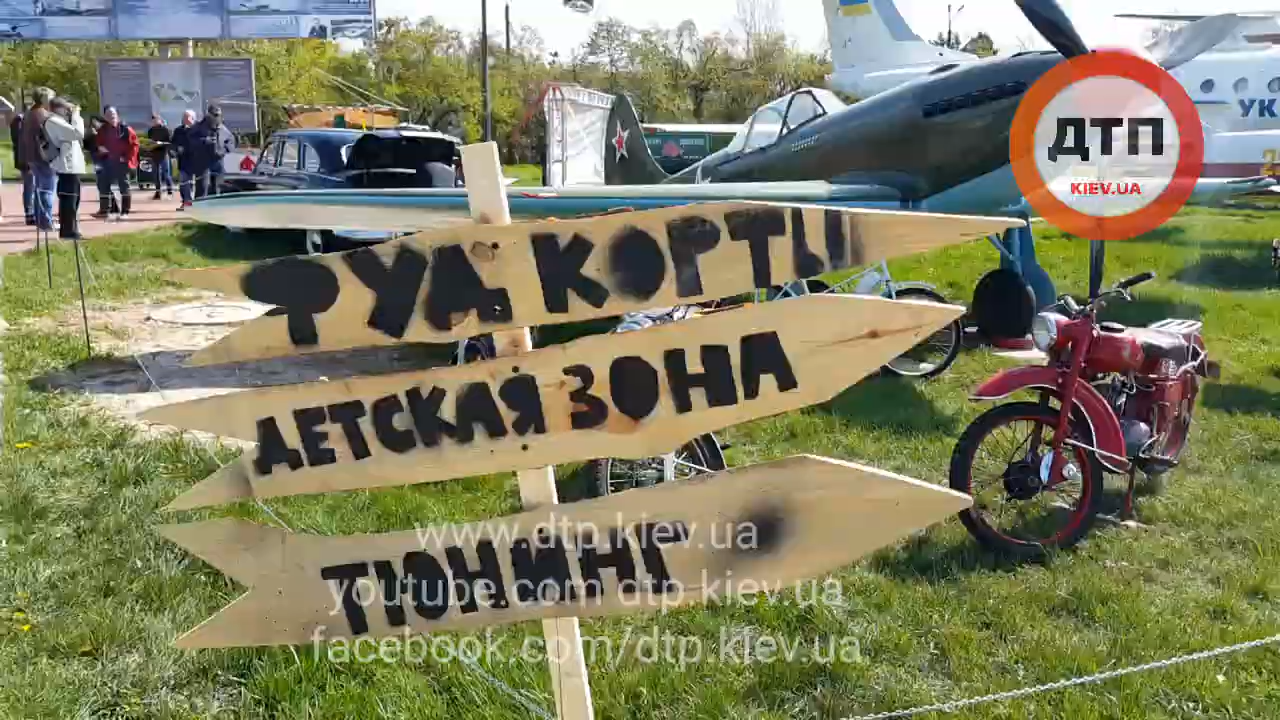 ДТП
KIEV.UA
УК
ФУД КОРТЫ
ДЕТСКАЯ ЗОНА
ТЮНИНГ
www.dtp.kiev.ua
youtube.com/dtp.kiev.ua
facebook.com/dtp.kiev.ua